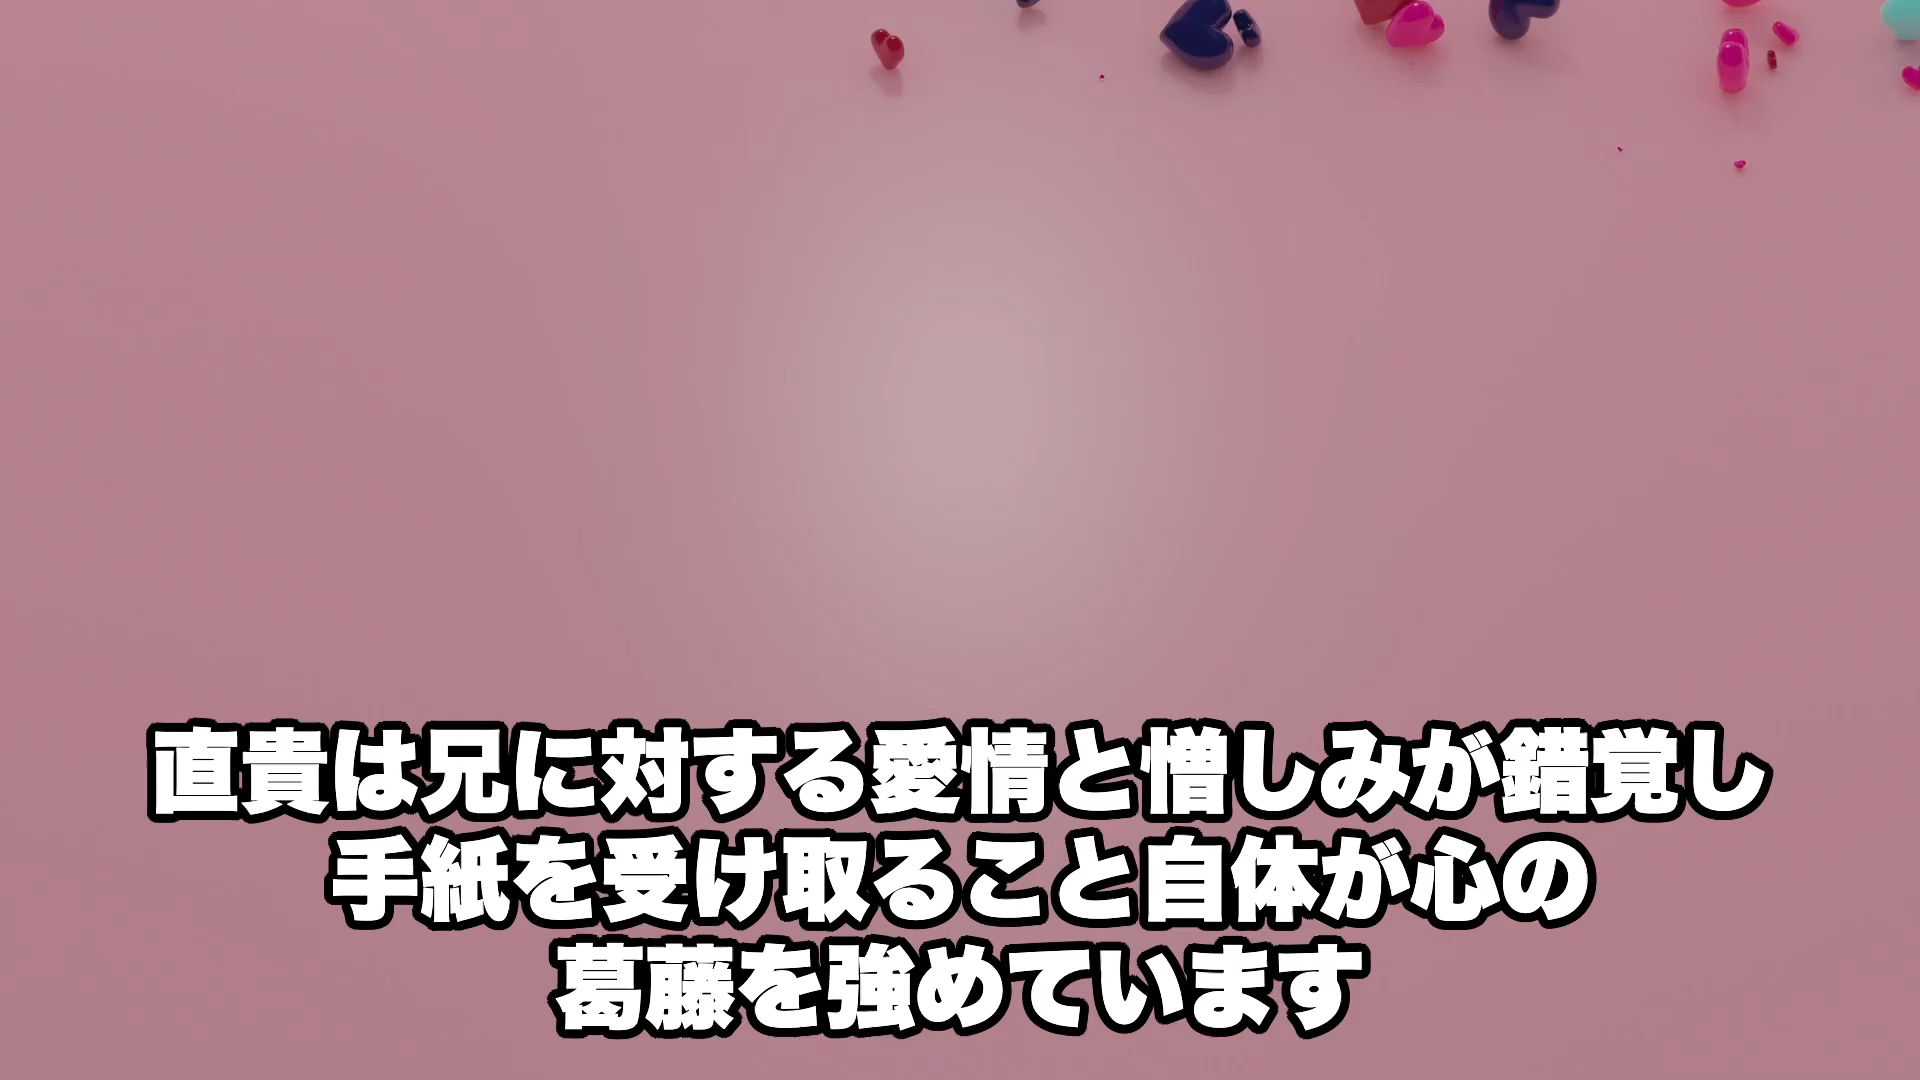 直貴は兄に対する愛情と憎しみが錯覚し
手紙を受け取ること自体が心の
葛藤を強めています